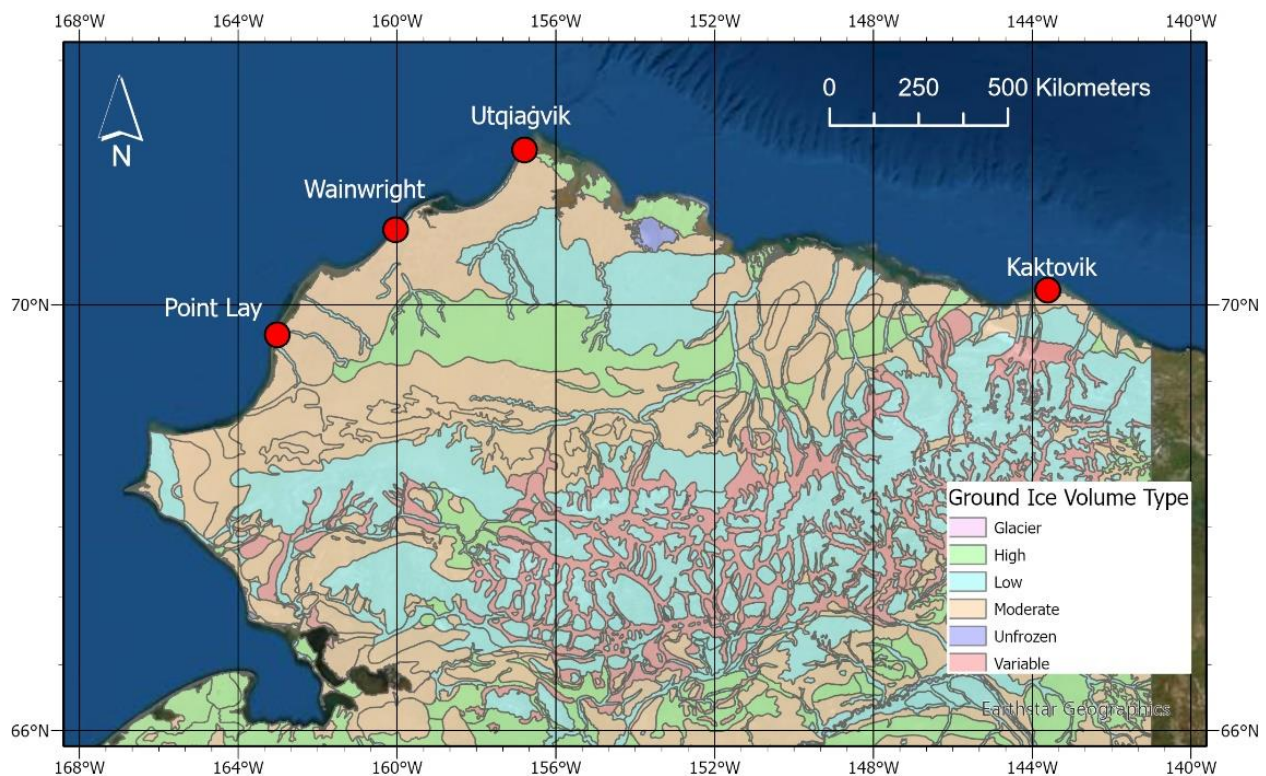 168°W 164°W 160°W 156°W 152°W 148°W 144°W 140°W
0 250 500 Kilometers
N
Utqiaġvik
Wainwright
Kaktovik
Point Lay
70°N 70°N
Ground Ice Volume Type
Glacier
High
Low
Moderate
Unfrozen
Variable
Earthstar Geographics
66°N 66°N
168°W 164°W 160°W 156°W 152°W 148°W 144°W 140°W